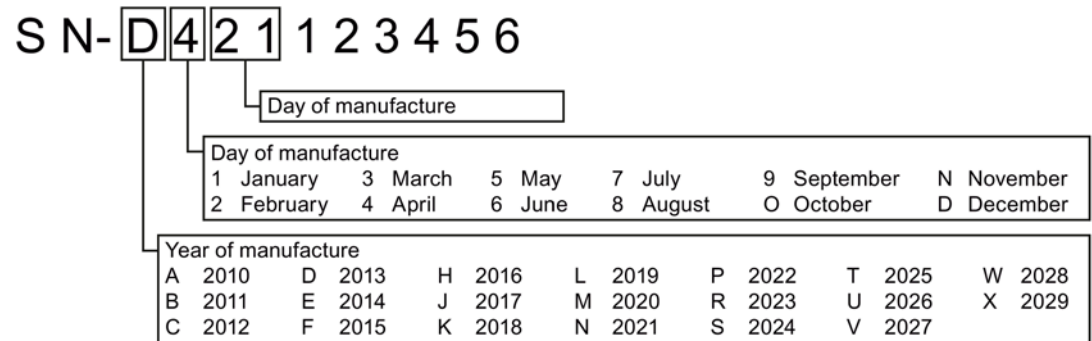 S N- D 4 2 1 1 2 3 4 5 6
Day of manufacture
Day of manufacture
1 January 3 March 5 May 7 July 9 September N November
2 February 4 April 6 June 8 August O October D December
Year of manufacture
A 2010 D 2013 H 2016 L 2019 P 2022 T 2025 W 2028
B 2011 E 2014 J 2017 M 2020 R 2023 U 2026 X 2029
C 2012 F 2015 K 2018 N 2021 S 2024 V 2027